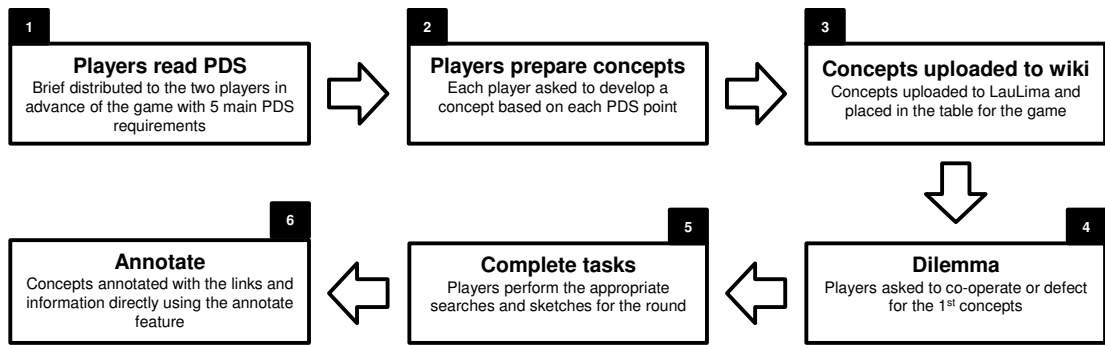 1
Players read PDS
Brief distributed to the two players in
advance of the game with 5 main PDS
requirements
2
Players prepare concepts
Each player asked to develop a
concept based on each PDS point
3
Concepts uploaded to wiki
Concepts uploaded to LauLima and
placed in the table for the game
4
Dilemma
Players asked to co-operate or defect
for the 1st concepts
5
Complete tasks
Players perform the appropriate
searches and sketches for the round
6
Annotate
Concepts annotated with the links and
information directly using the annotate
feature